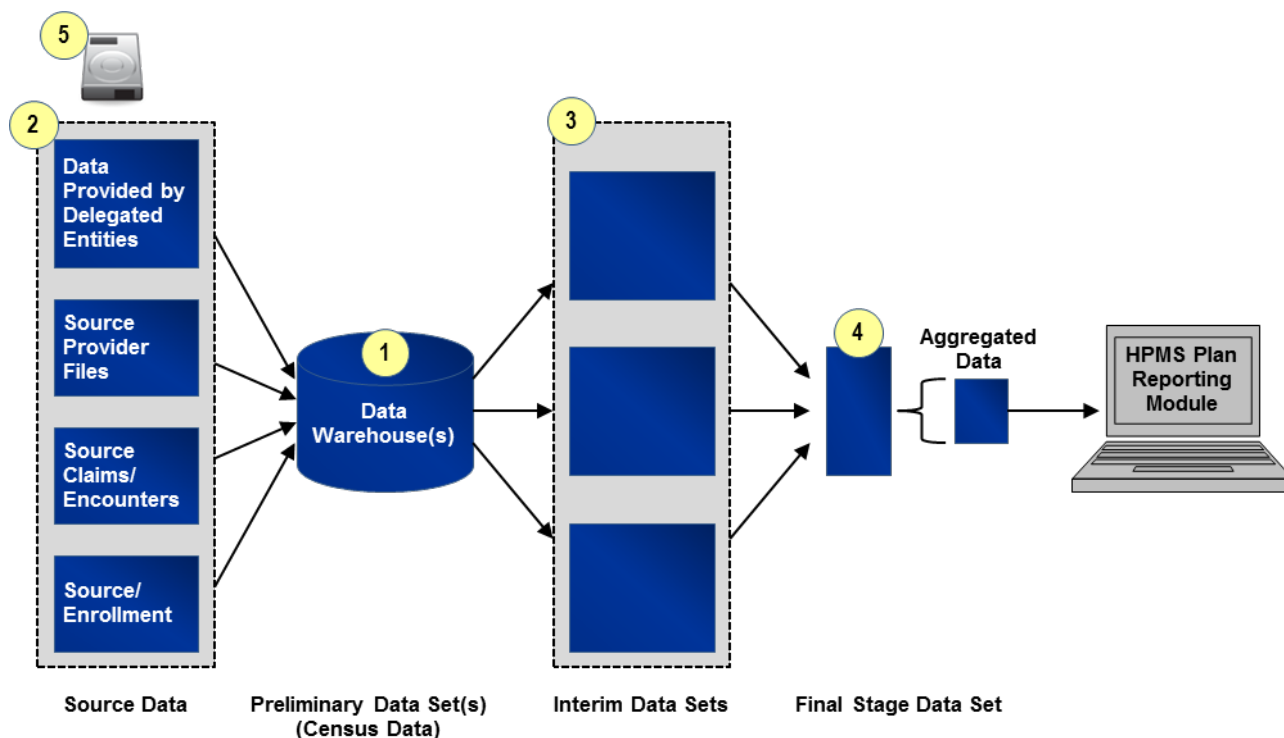 5
2
Data
Provided by
Delegated
Entities
Source
Provider
Files
Source
Claims/
Encounters
Source/
Enrollment
1
Data
Warehouse(s)
3
4
Aggregated
Data
HPMS Plan
Reporting
Module
Source Data
Preliminary Data Set(s)
(Census Data)
Interim Data Sets
Final Stage Data Set